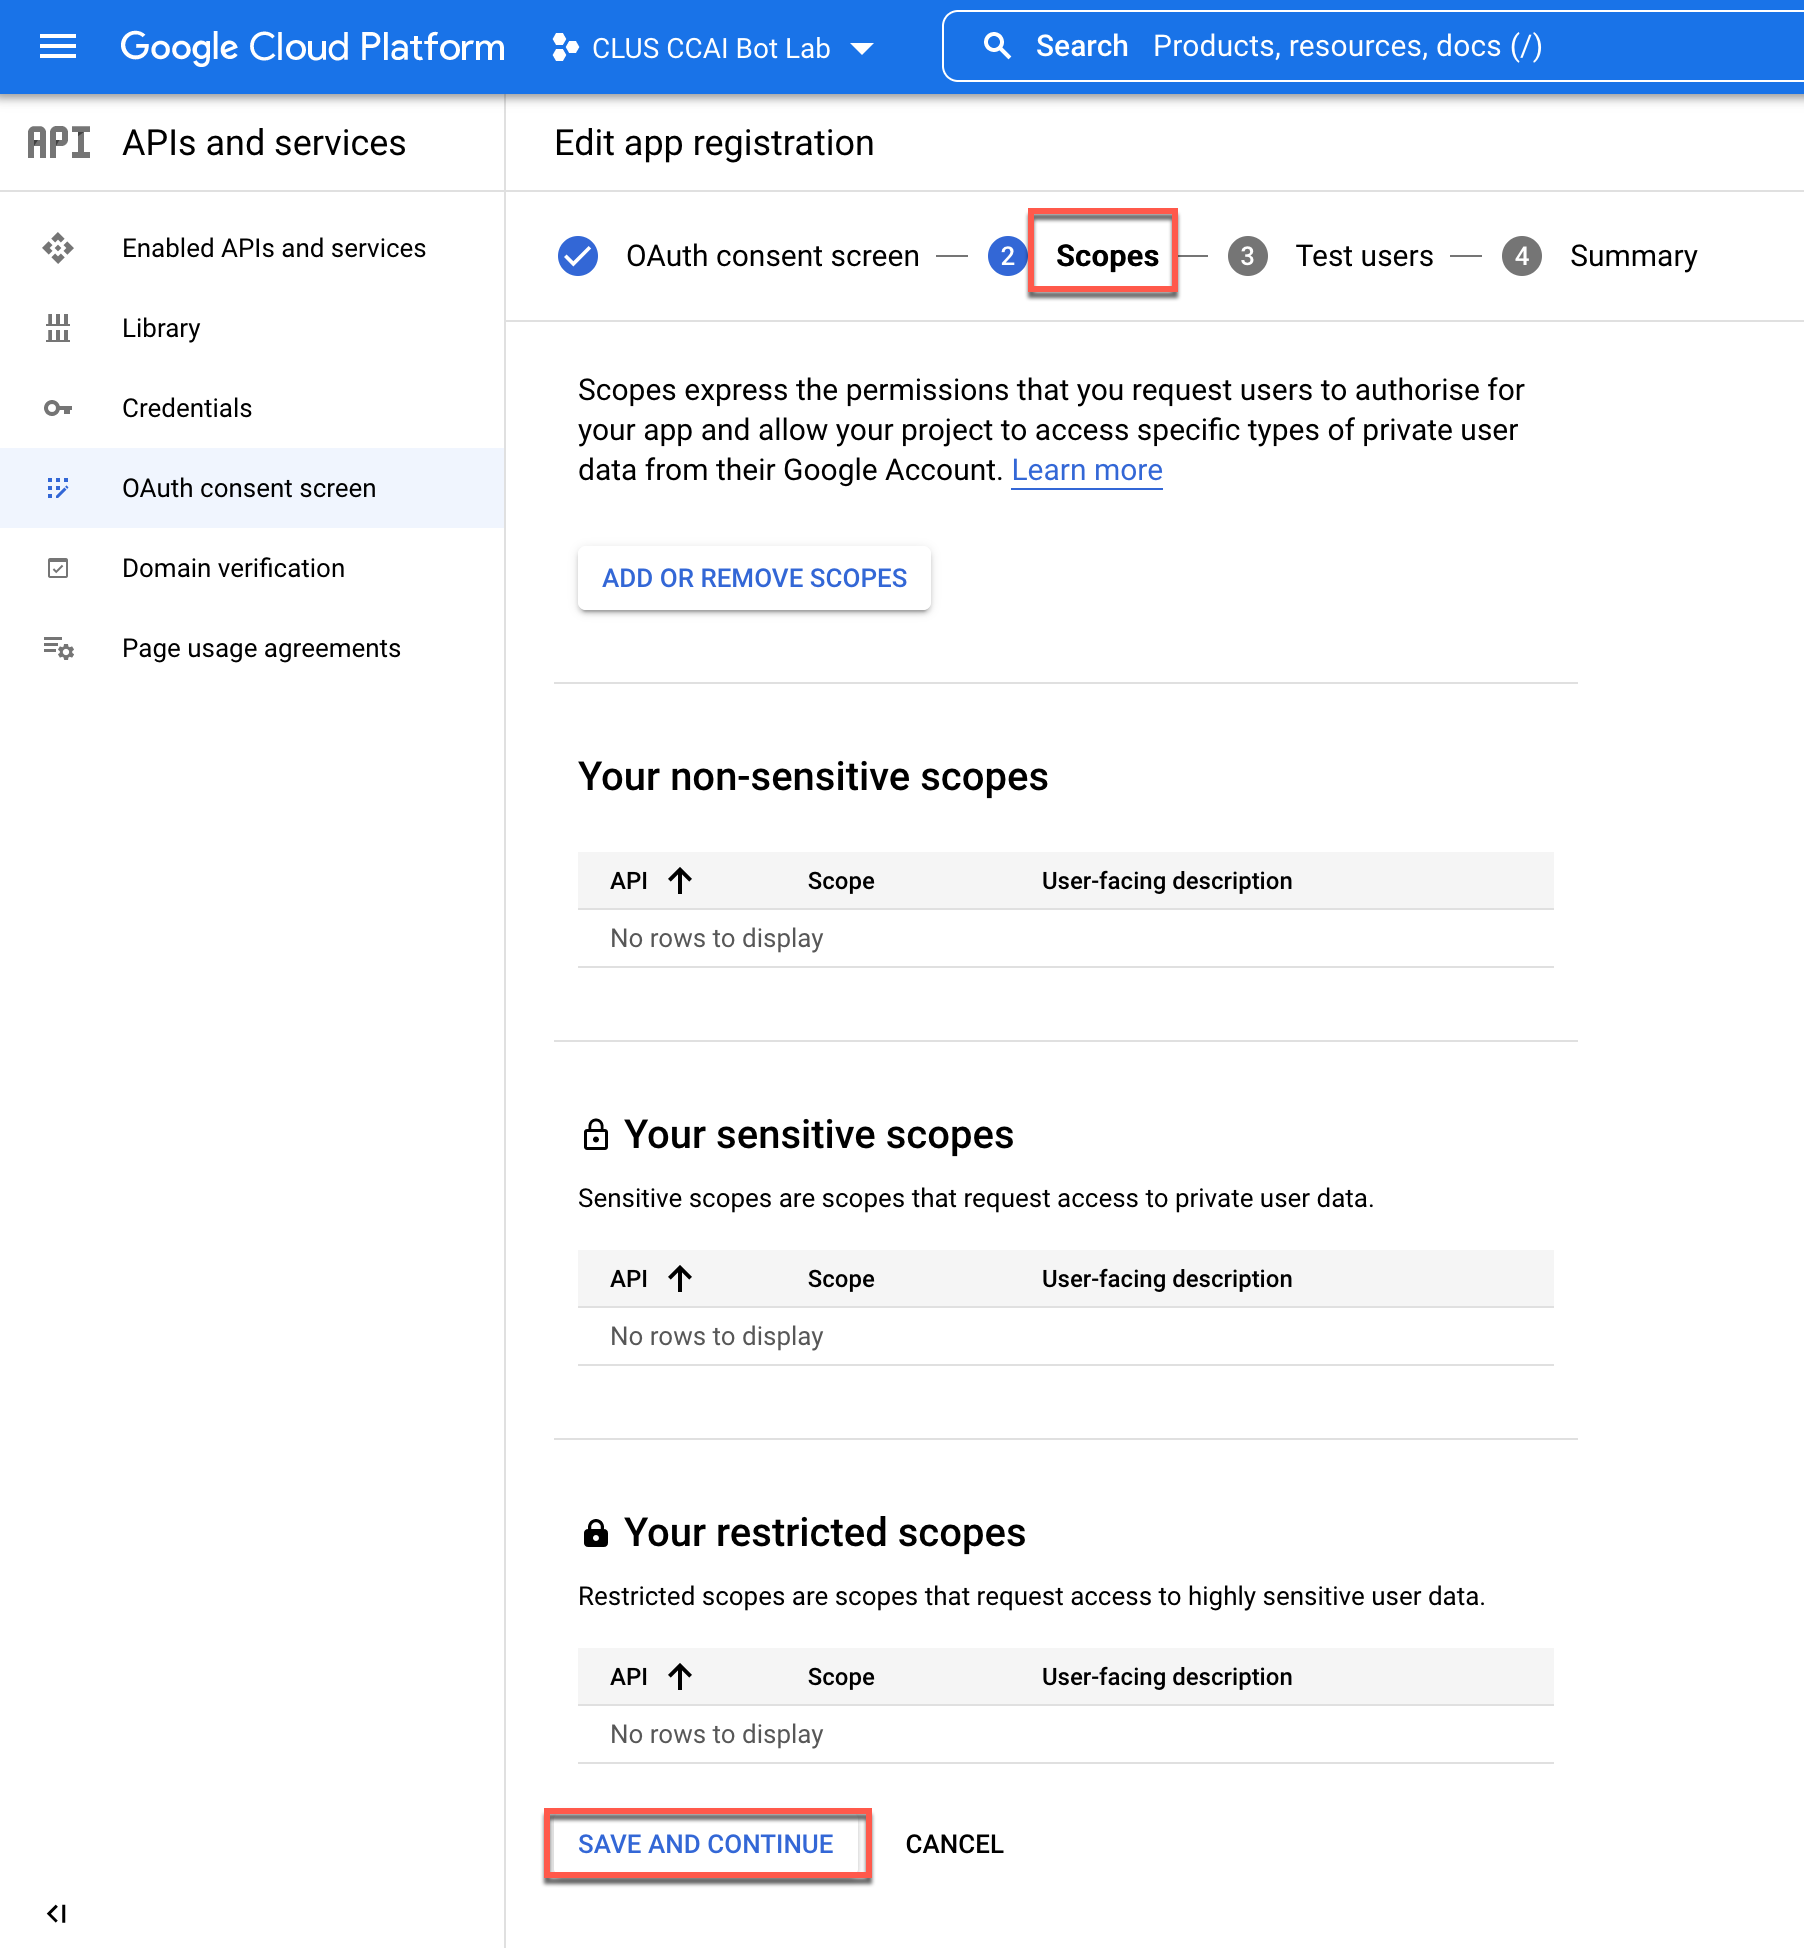 Google Cloud Platform
CLUS CCAI Bot Lab
Search Products, resources, docs (/)
API APIs and services
Edit app registration
Enabled APIs and services
Library
Credentials
OAuth consent screen
Domain verification
Page usage agreements
OAuth consent screen
2 Scopes
3 Test users
4 Summary
Scopes express the permissions that you request users to authorise for
your app and allow your project to access specific types of private user
data from their Google Account. Learn more
ADD OR REMOVE SCOPES
Your non-sensitive scopes
API Scope User-facing description
No rows to display
Your sensitive scopes
Sensitive scopes are scopes that request access to private user data.
API Scope User-facing description
No rows to display
Your restricted scopes
Restricted scopes are scopes that request access to highly sensitive user data.
API Scope User-facing description
No rows to display
SAVE AND CONTINUE CANCEL